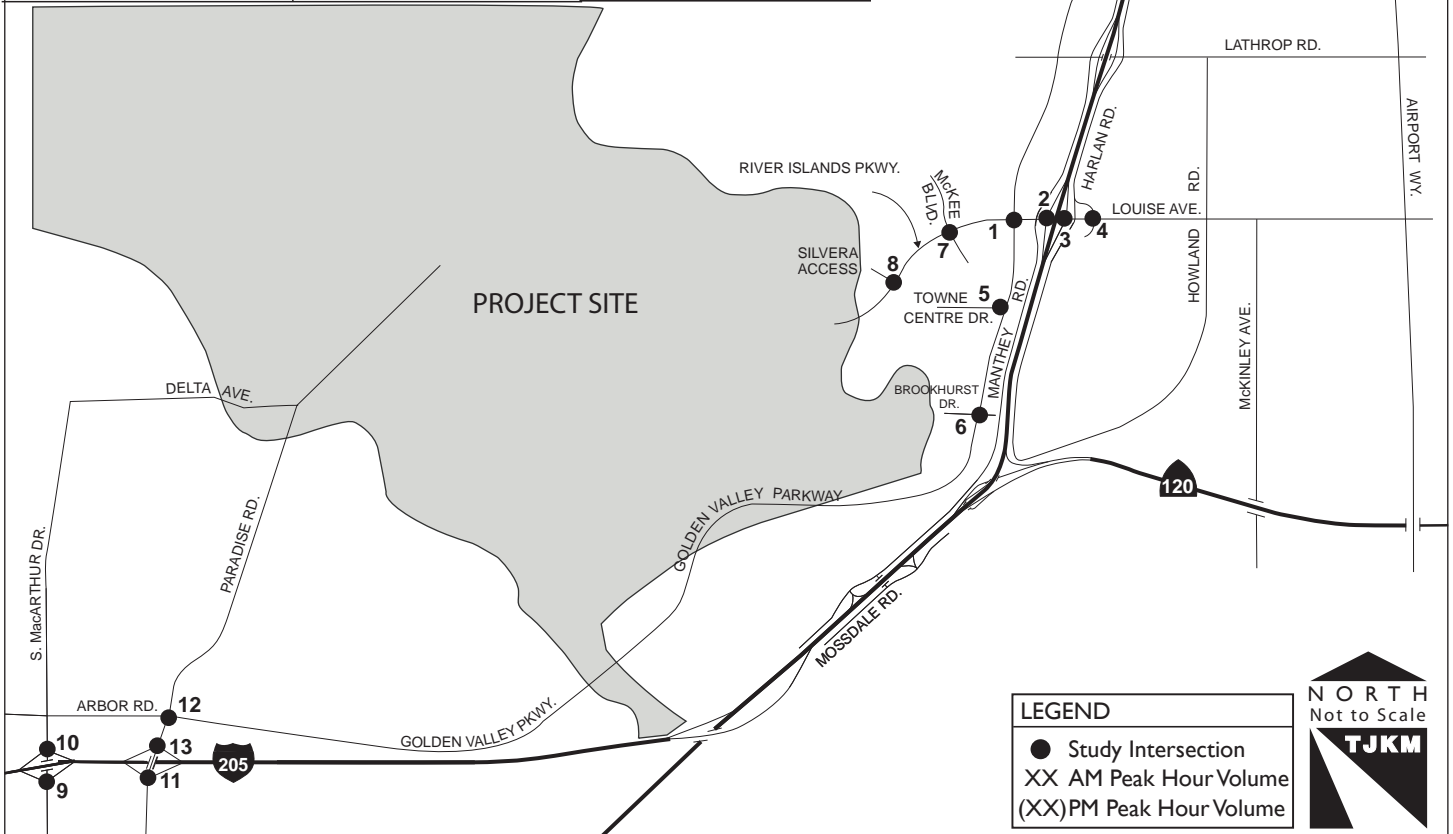 LATHROP RD.
AIRPORT WY.
HARLAN RD.
RIVER ISLANDS PKWY.
McKEE
BLVD.
2
LOUISE AVE.
1
3
4
7
HOWLAND RD.
SILVERA
ACCESS
8
PROJECT SITE
TOWNE
CENTRE DR.
5
MANTHEY RD.
McKINLEY AVE.
DELTA AVE.
BROOKHURST
DR.
6
120
GOLDEN VALLEY PARKWAY
S. MacARTHUR DR.
PARADISE RD.
MOSSDALE RD.
ARBOR RD.
12
GOLDEN VALLEY PKWY.
10
13
205
9
11
LEGEND
Study Intersection
XX AM Peak Hour Volume
(XX) PM Peak Hour Volume
NORTH
Not to Scale
TJKM